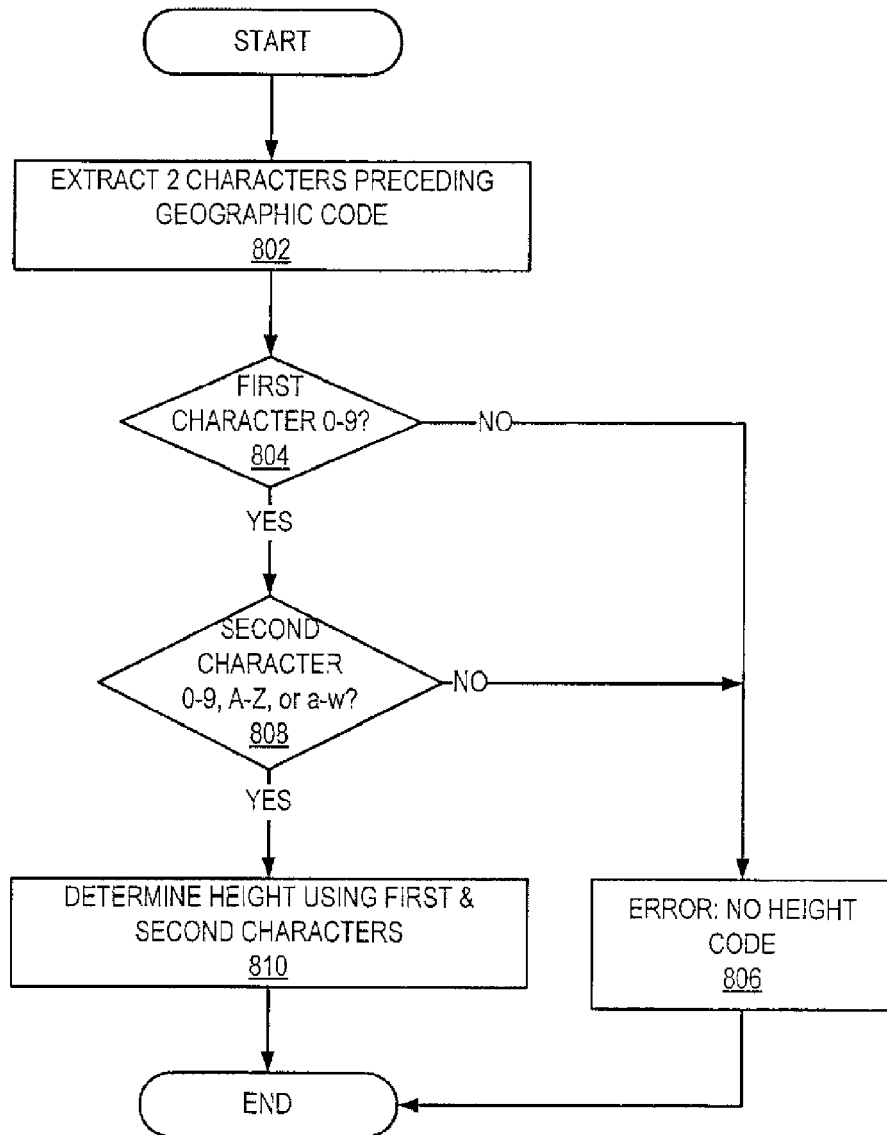 START
EXTRACT 2 CHARACTERS PRECEDING
GEOGRAPHIC CODE
802
FIRST
CHARACTER 0-9?
804
NO
YES
SECOND
CHARACTER
0-9, A-Z, or a-w?
808
NO
YES
DETERMINE HEIGHT USING FIRST &
SECOND CHARACTERS
810
ERROR: NO HEIGHT
CODE
806
END